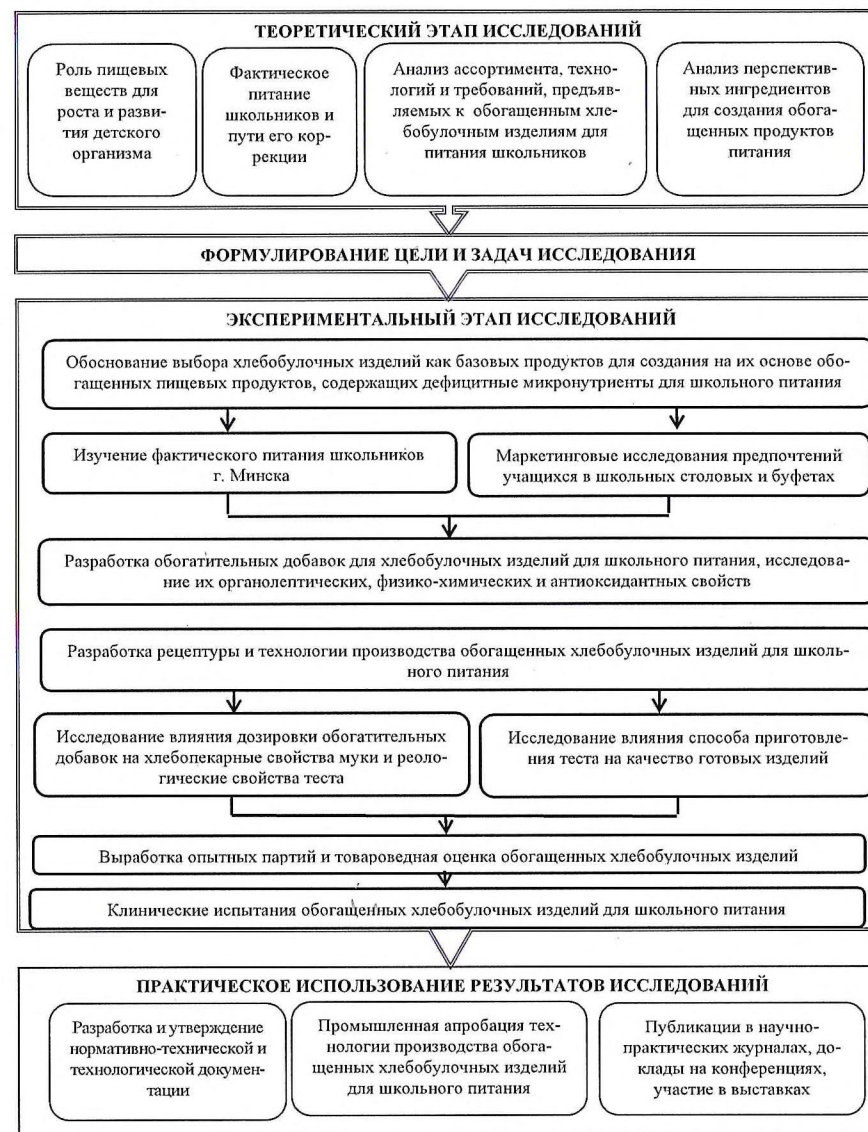 ТЕОРЕТИЧЕСКИЙ ЭТАП ИССЛЕДОВАНИЙ
Роль пищевых
веществ для
роста и разви-
тия детского
организма
Фактическое
питание
школьников и
пути его кор-
рекции
Анализ ассортимента, техно-
логий и требований, предъ-
являемых к обогащенным хле-
бобулочным изделиям для
питания школьников
Анализ перспектив-
ных ингредиентов
для создания обога-
щенных продуктов
питания
ФОРМУЛИРОВАНИЕ ЦЕЛИ И ЗАДАЧ ИССЛЕДОВАНИЯ
ЭКСПЕРИМЕНТАЛЬНЫЙ ЭТАП ИССЛЕДОВАНИЙ
Обоснование выбора хлебобулочных изделий как базовых продуктов для создания на их основе обо-
гащенных пищевых продуктов, содержащих дефицитные микронутриенты для школьного питания
Изучение фактического питания школьников
г. Минска
Маркетинговые исследования предпочтений
учащихся в школьных столовых и буфетах
Разработка обогатительных добавок для хлебобулочных изделий для школьного питания, исследова-
ние их органолептических, физико-химических и антиоксидантных свойств
Разработка рецептуры и технологии производства обогащенных хлебобулочных изделий для школь-
ного питания
Исследование влияния дозировки обогатительных
добавок на хлебопекарные свойства муки и реоло-
гические свойства теста
Исследование влияния способа приготовле-
ния теста на качество готовых изделий
Выработка опытных партий и товароведная оценка обогащенных хлебобулочных изделий
Клинические испытания обогащенных хлебобулочных изделий для школьного питания
ПРАКТИЧЕСКОЕ ИСПОЛЬЗОВАНИЕ РЕЗУЛЬТАТОВ ИССЛЕДОВАНИЙ
Разработка и утверждение
нормативно-технической и
технологической докумен-
тации
Промышленная апробация тех-
нологии производства обога-
щенных хлебобулочных изделий
для школьного питания
Публикации в научно-
практических журналах, до-
клады на конференциях,
участие в выставках